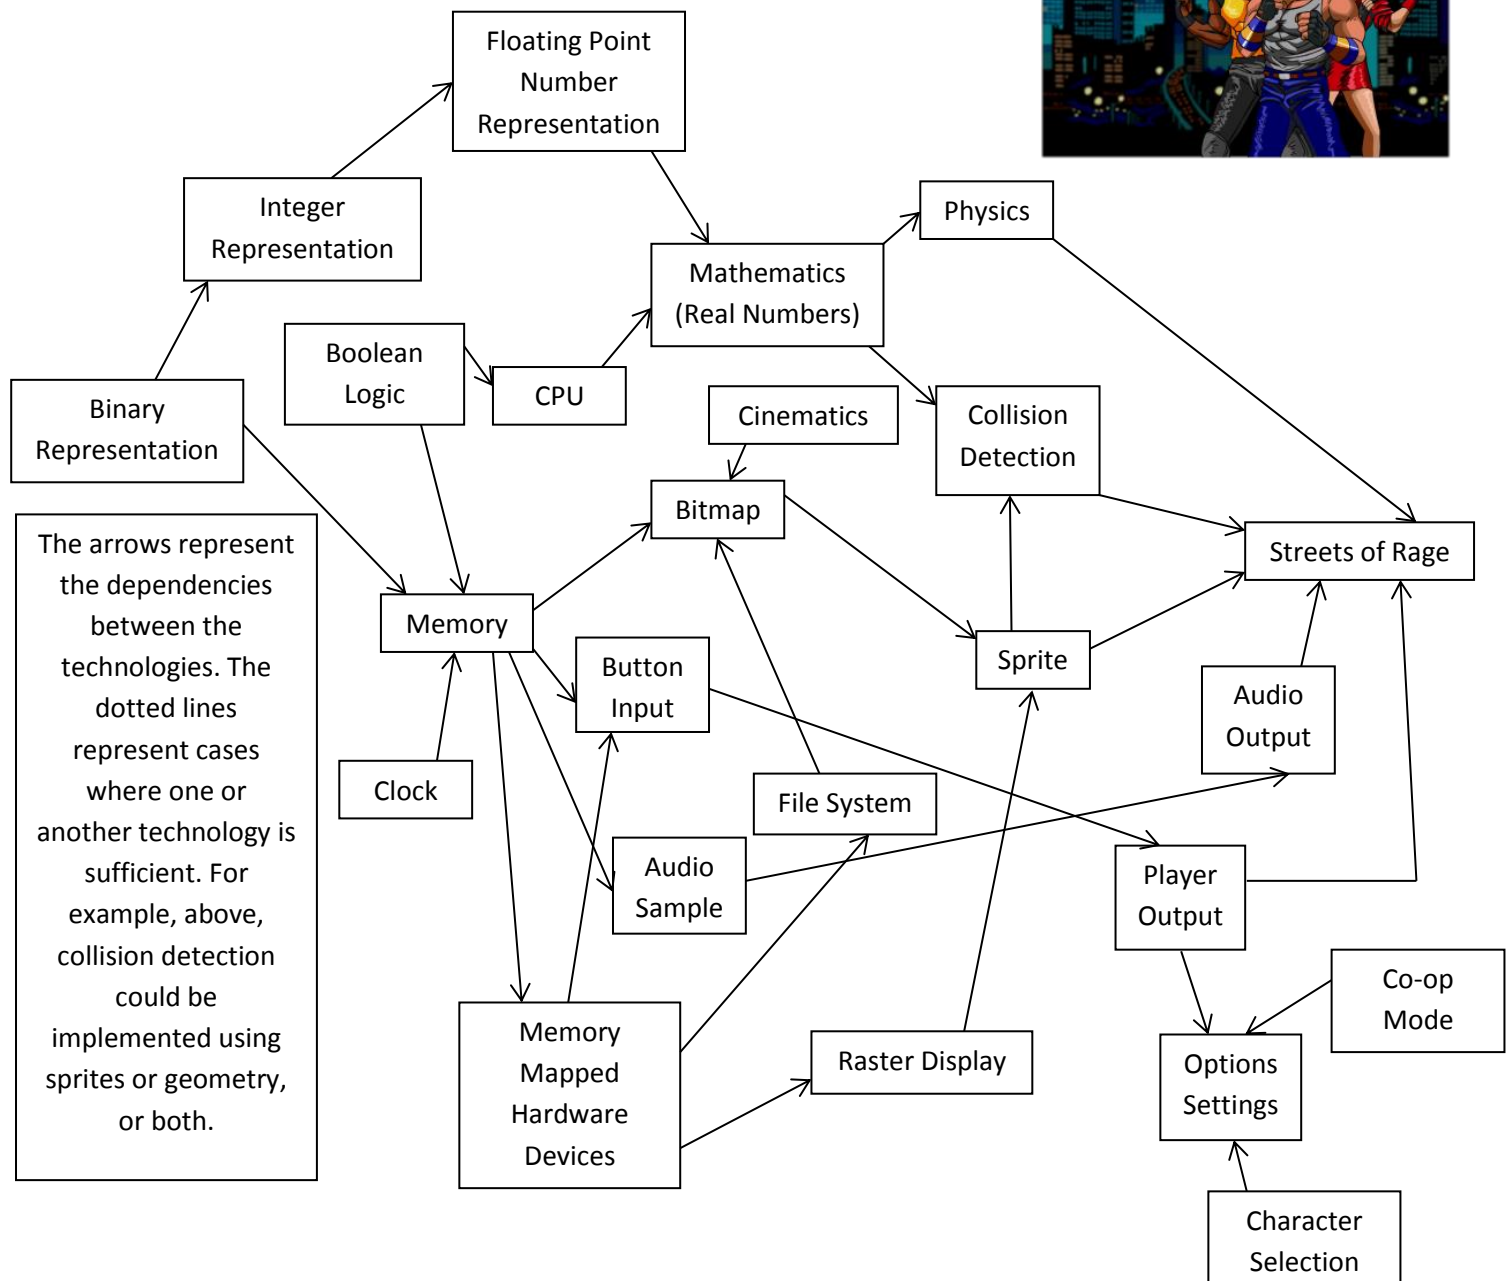 Floating Point
Number
Representation
Integer
Representation
Physics
Mathematics
(Real Numbers)
Boolean
Logic
CPU
Binary
Representation
Cinematics
Collision
Detection
Bitmap
Streets of Rage
The arrows represent
the dependencies
between the
technologies. The
dotted lines
represent cases
where one or
another technology is
sufficient. For
example, above,
collision detection
could be
implemented using
sprites or geometry,
or both.
Memory
Button
Input
Sprite
Audio
Output
Clock
File System
Audio
Sample
Player
Output
Memory
Mapped
Hardware
Devices
Raster Display
Co-op
Mode
Options
Settings
Character
Selection